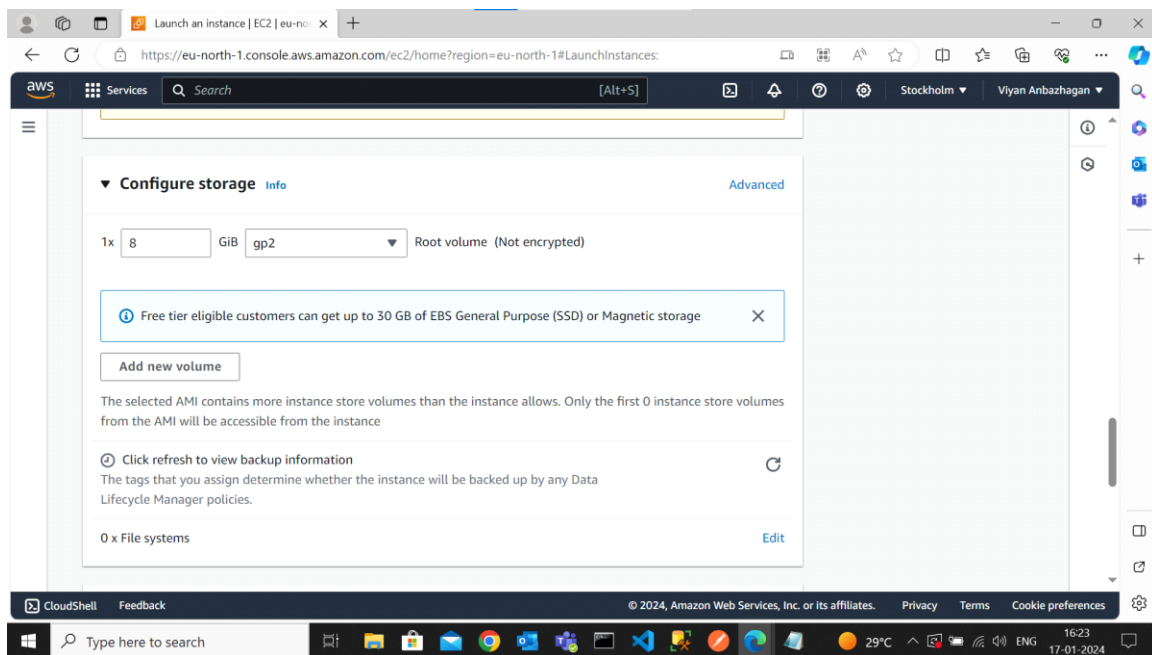 Launch an instance | EC2 | eu-no
https://eu-north-1.console.aws.amazon.com/ec2/home?region=eu-north-1#LaunchInstances:
aws
Services
Search
[Alt+S]
Stockholm
Viyan Anbazhagan
Configure storage Info
Advanced
1x 8 GiB gp2 Root volume (Not encrypted)
Free tier eligible customers can get up to 30 GB of EBS General Purpose (SSD) or Magnetic storage
Add new volume
The selected AMI contains more instance store volumes than the instance allows. Only the first 0 instance store volumes
from the AMI will be accessible from the instance
Click refresh to view backup information
The tags that you assign determine whether the instance will be backed up by any Data
Lifecycle Manager policies.
0 x File systems
Edit
CloudShell Feedback © 2024, Amazon Web Services, Inc. or its affiliates. Privacy Terms Cookie preferences
Type here to search
29°C
ENG
16:23
17-01-2024